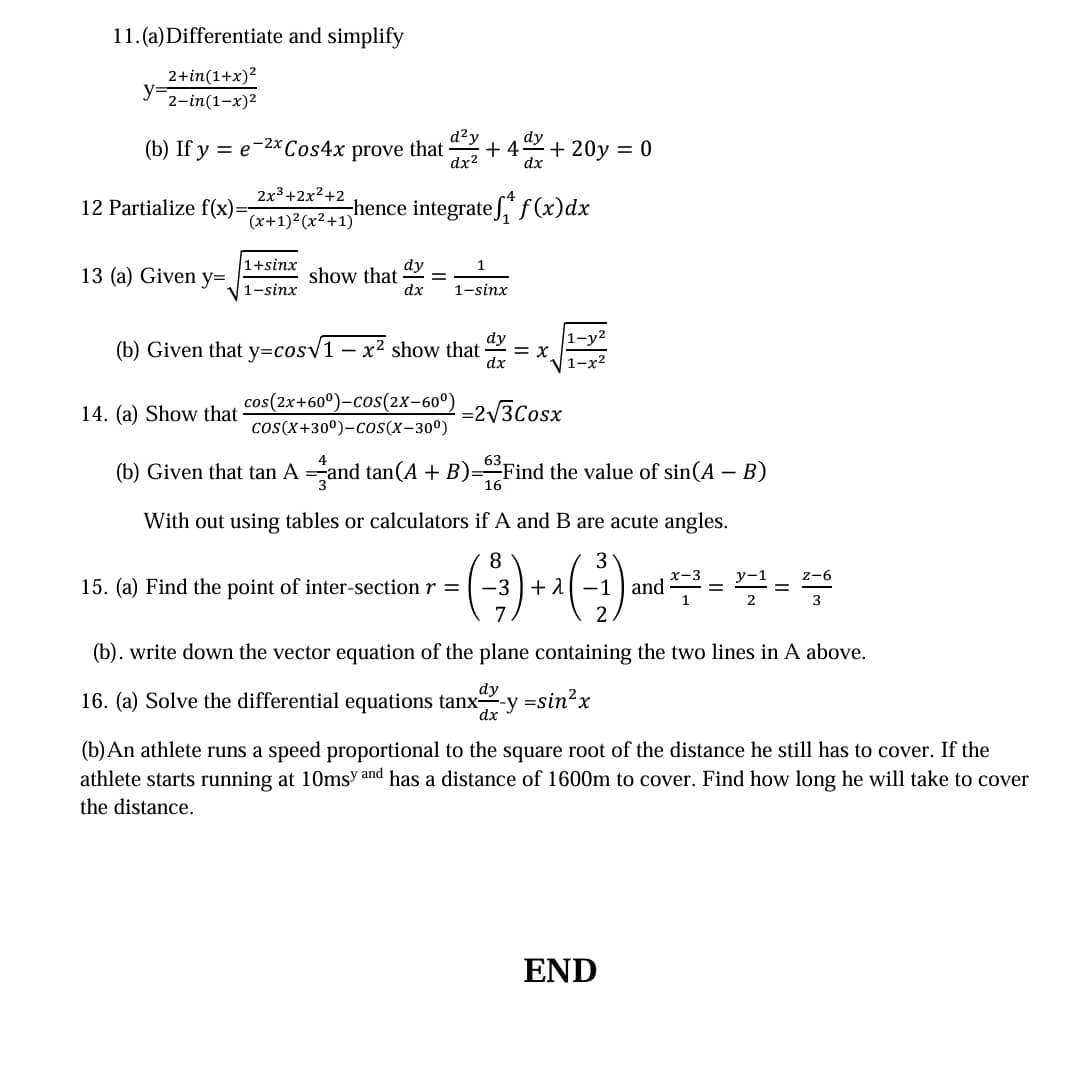 11.(a)Differentiate and simplify
y=\frac{2+in(1+x)^2}{2-in(1-x)^2}
(b) If y = e^{-2x}Cos4x prove that \frac{d^2y}{dx^2} + 4\frac{dy}{dx} + 20y = 0
12 Partialize f(x)=\frac{2x^3+2x^2+2}{(x+1)^2(x^2+1)}hence integrate\int_1^4 f(x)dx
13 (a) Given y=\sqrt{\frac{1+sinx}{1-sinx}} show that \frac{dy}{dx} = \frac{1}{1-sinx}
(b) Given that y=cos\sqrt{1-x^2} show that \frac{dy}{dx} = x\sqrt{\frac{1-y^2}{1-x^2}}
14. (a) Show that \frac{cos(2x+60^0)-cos(2X-60^0)}{cos(X+30^0)-cos(X-30^0)} =2\sqrt{3}Cosx
(b) Given that tan A =\frac{4}{3}and tan(A + B)=\frac{63}{16}Find the value of sin(A − B)
With out using tables or calculators if A and B are acute angles.
15. (a) Find the point of inter-section r = \begin{pmatrix}8\\-3\\7\end{pmatrix} + λ\begin{pmatrix}3\\-1\\2\end{pmatrix} and \frac{x-3}{1} = \frac{y-1}{2} = \frac{z-6}{3}
(b). write down the vector equation of the plane containing the two lines in A above.
16. (a) Solve the differential equations tanx\frac{dy}{dx}-y =sin^2x
(b)An athlete runs a speed proportional to the square root of the distance he still has to cover. If the
athlete starts running at 10ms^{y and} has a distance of 1600m to cover. Find how long he will take to cover
the distance.
END